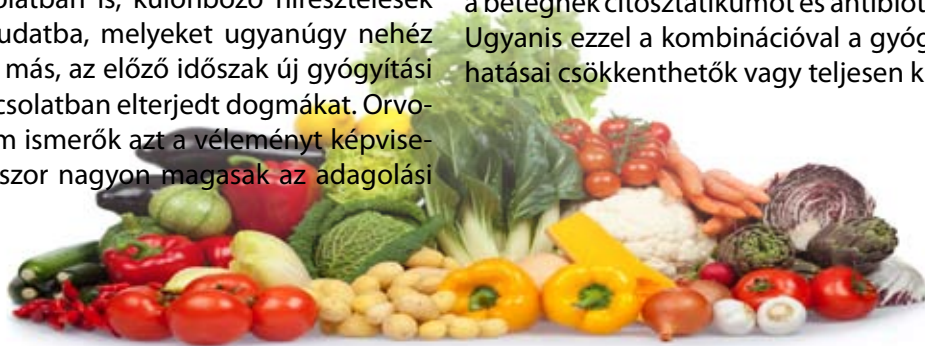 olatban is, különböző híresztelések
udatba, melyeket ugyanúgy nehéz
más, az előző időszak új gyógyítási
csolatban elterjedt dogmákat. Orvo-
m ismerők azt a véleményt képvise-
szor nagyon magasak az adagolási
a betegnek citosztatikumot és antibiot
Ugyanis ezzel a kombinációval a gyóg
hatásai csökkenthetők vagy teljesen k